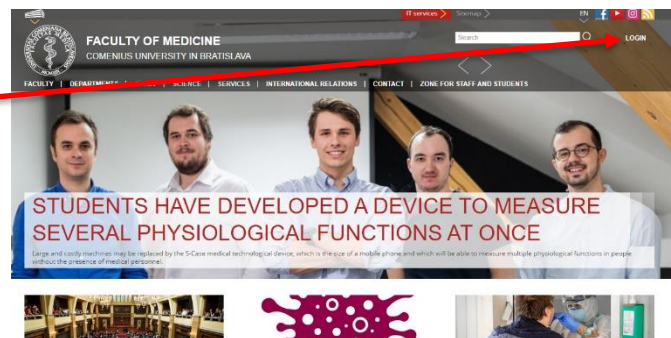 IT services Sitemap EN
FACULTY OF MEDICINE
COMENIUS UNIVERSITY IN BRATISLAVA
Search
LOGIN
FACULTY | DEPARTMENTS | | SCIENCE | SERVICES | INTERNATIONAL RELATIONS | CONTACT | ZONE FOR STAFF AND STUDENTS
STUDENTS HAVE DEVELOPED A DEVICE TO MEASURE
SEVERAL PHYSIOLOGICAL FUNCTIONS AT ONCE
Large and costly machines may be replaced by the S-Case medical technological device, which is the size of a mobile phone and which will be able to measure multiple physiological functions in people
without the presence of medical personnel.